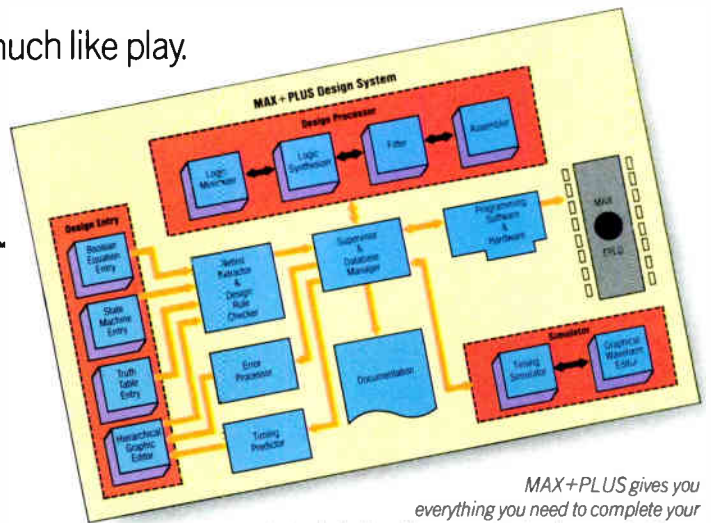 nuch like play.
MAX+PLUS Design System
Design Processor
Logic
Minimizer
Logic
Synthesizer
Fitter
Assembler
Design Entry
Boolean
Equation
Entry
State
Machine
Entry
Truth
Table
Entry
Hierarchical
Graphic
Editor
Netlist
Extractor
&
Design
Rule
Checker
Error
Processor
Timing
Predictor
Supervisor
&
Database
Manager
Documentation
Programming
Software
&
Hardware
MAX
EPLD
Simulator
Timing
Simulator
Graphical
Waveform
Editor
MAX+PLUS gives you
everything you need to complete your